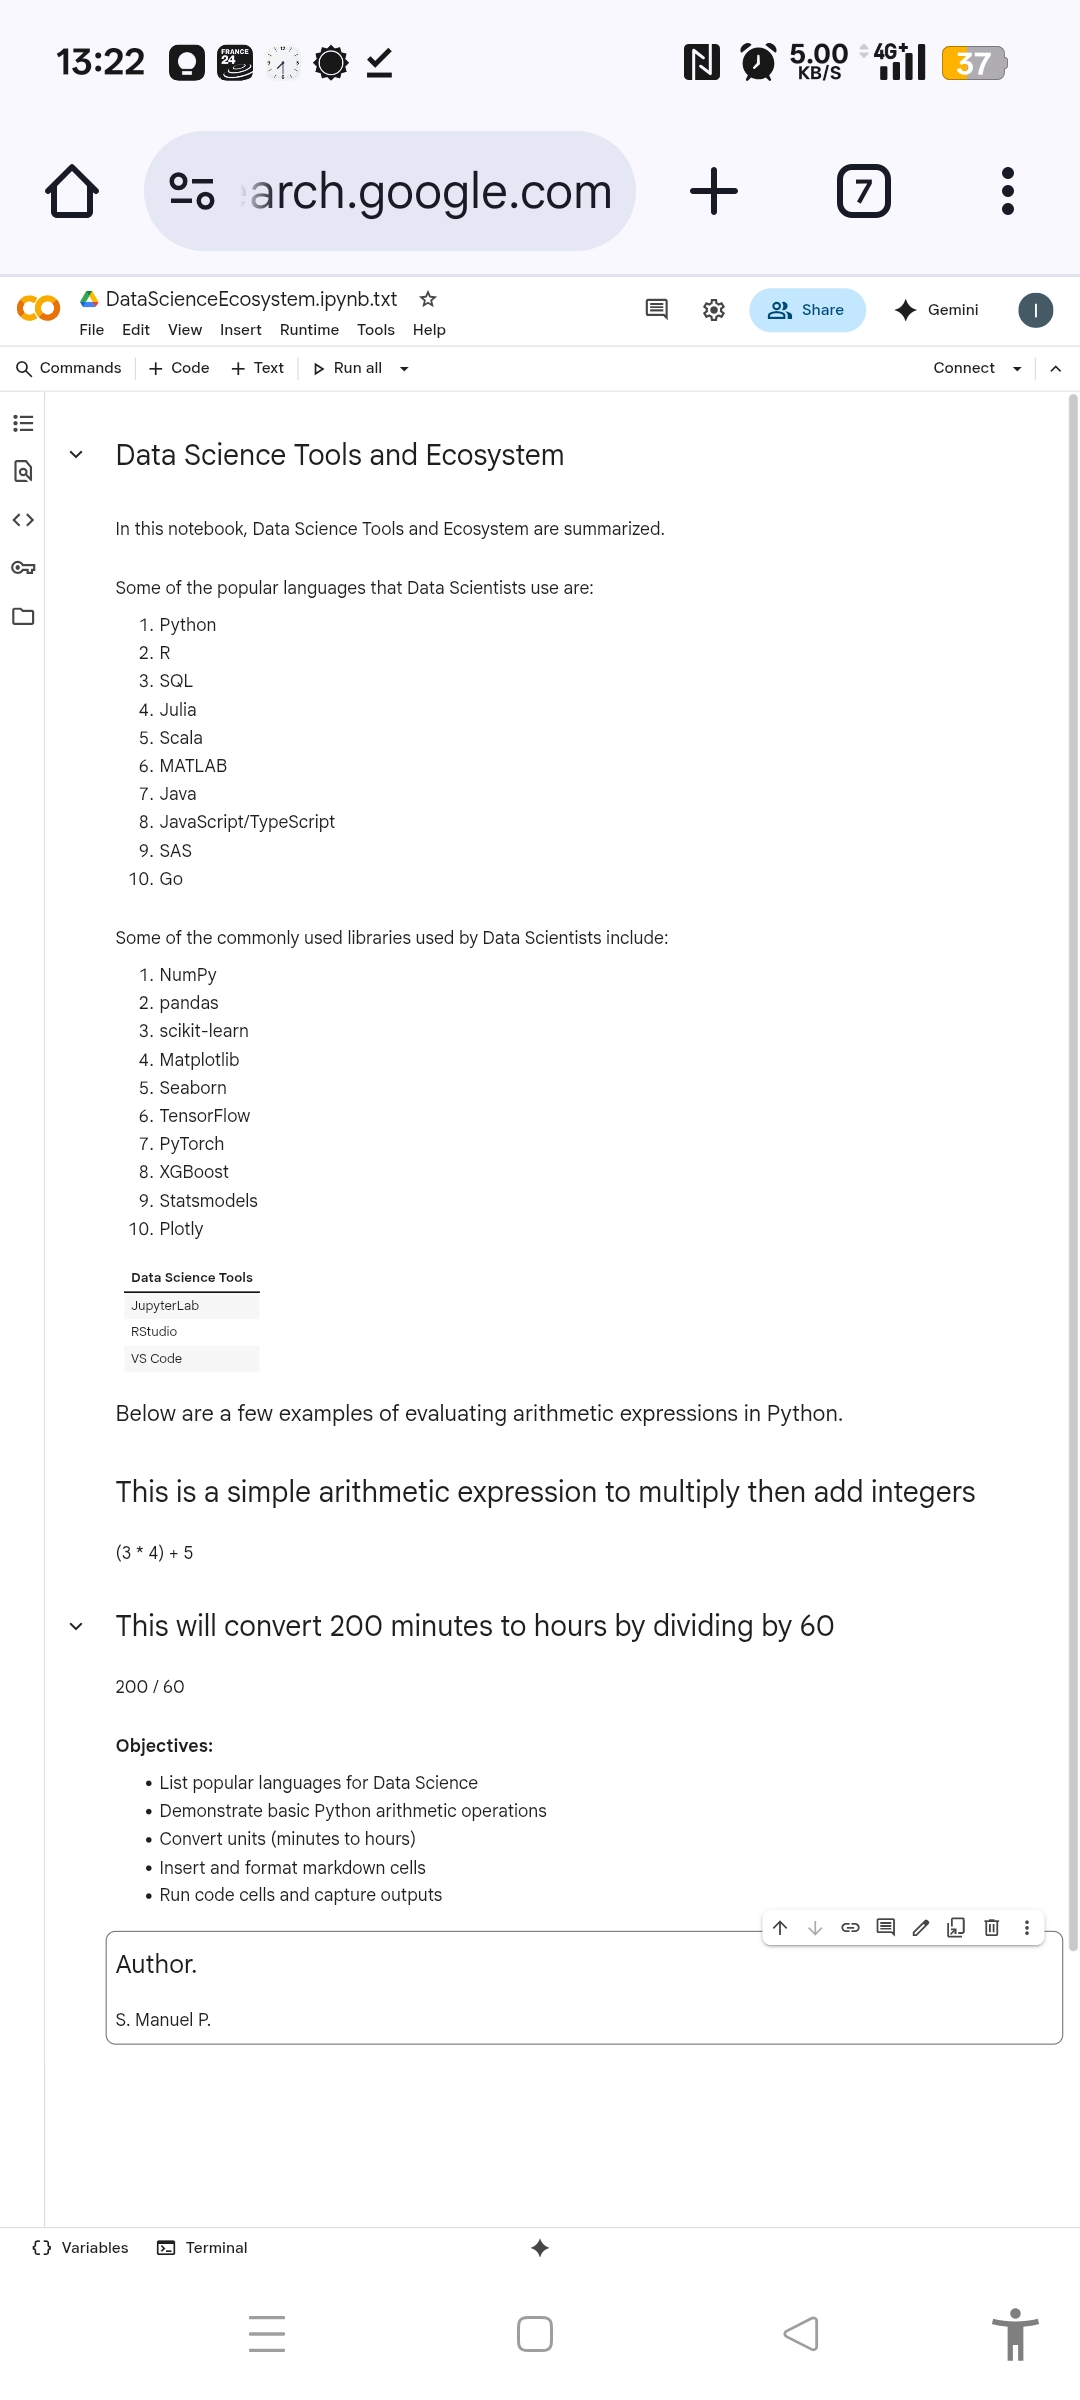 13:22
FRANCE
24
5.00
KB/S
4G+
37
arch.google.com
7
DataScienceEcosystem.ipynb.txt
File Edit View Insert Runtime Tools Help
Share
Gemini
I
Commands + Code + Text Run all
Connect
Data Science Tools and Ecosystem
In this notebook, Data Science Tools and Ecosystem are summarized.
Some of the popular languages that Data Scientists use are:
1. Python
2. R
3. SQL
4. Julia
5. Scala
6. MATLAB
7. Java
8. JavaScript/TypeScript
9. SAS
10. Go
Some of the commonly used libraries used by Data Scientists include:
1. NumPy
2. pandas
3. scikit-learn
4. Matplotlib
5. Seaborn
6. TensorFlow
7. PyTorch
8. XGBoost
9. Statsmodels
10. Plotly
Data Science Tools
JupyterLab
RStudio
VS Code
Below are a few examples of evaluating arithmetic expressions in Python.
This is a simple arithmetic expression to multiply then add integers
(3 * 4) + 5
This will convert 200 minutes to hours by dividing by 60
200 / 60
Objectives:
• List popular languages for Data Science
• Demonstrate basic Python arithmetic operations
• Convert units (minutes to hours)
• Insert and format markdown cells
• Run code cells and capture outputs
Author.
S. Manuel P.
Variables
Terminal